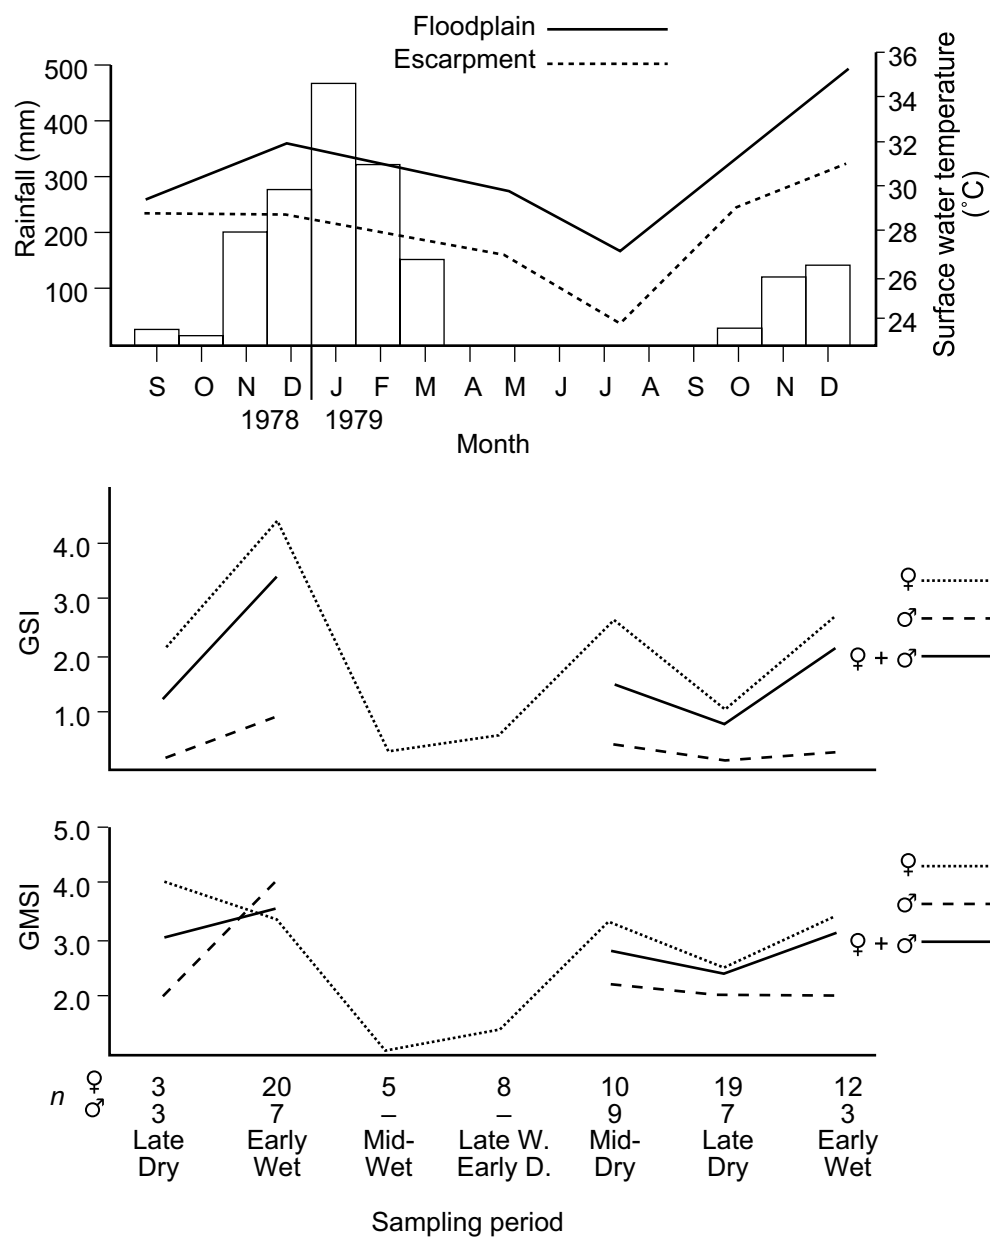 Floodplain
Escrapment
500
400
300
200
100
Rainfall (mm)
36
34
32
30
28
26
24
Surface water temperature
(˚C)
S O N D J F M M J J A S O N D
1978 1979
Month
4.0
3.0
2.0
1.0
GSI
♀
♂
♀ + ♂
5.0
4.0
3.0
2.0
GMSI
♀
♂
♀ + ♂
n ♀ 3 20 5 8 10 19 12
♂ 3 7 – – 9 7 3
Late Early Mid- Late W. Mid- Late Early
Dry Wet Wet Early D. Dry Dry Wet
Sampling period